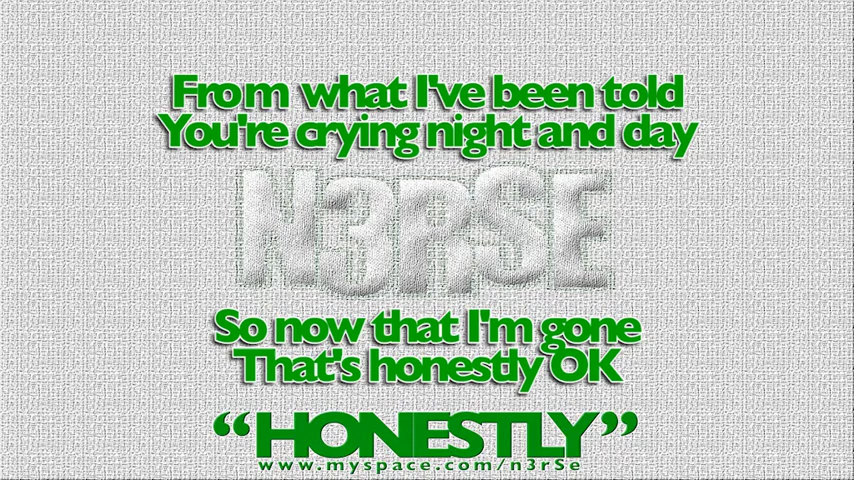 From what I've been told
You're crying night and day
N3RSE
So now that I'm gone
That's honestly OK
“HONESTLY”
www.myspace.com/n3rSe